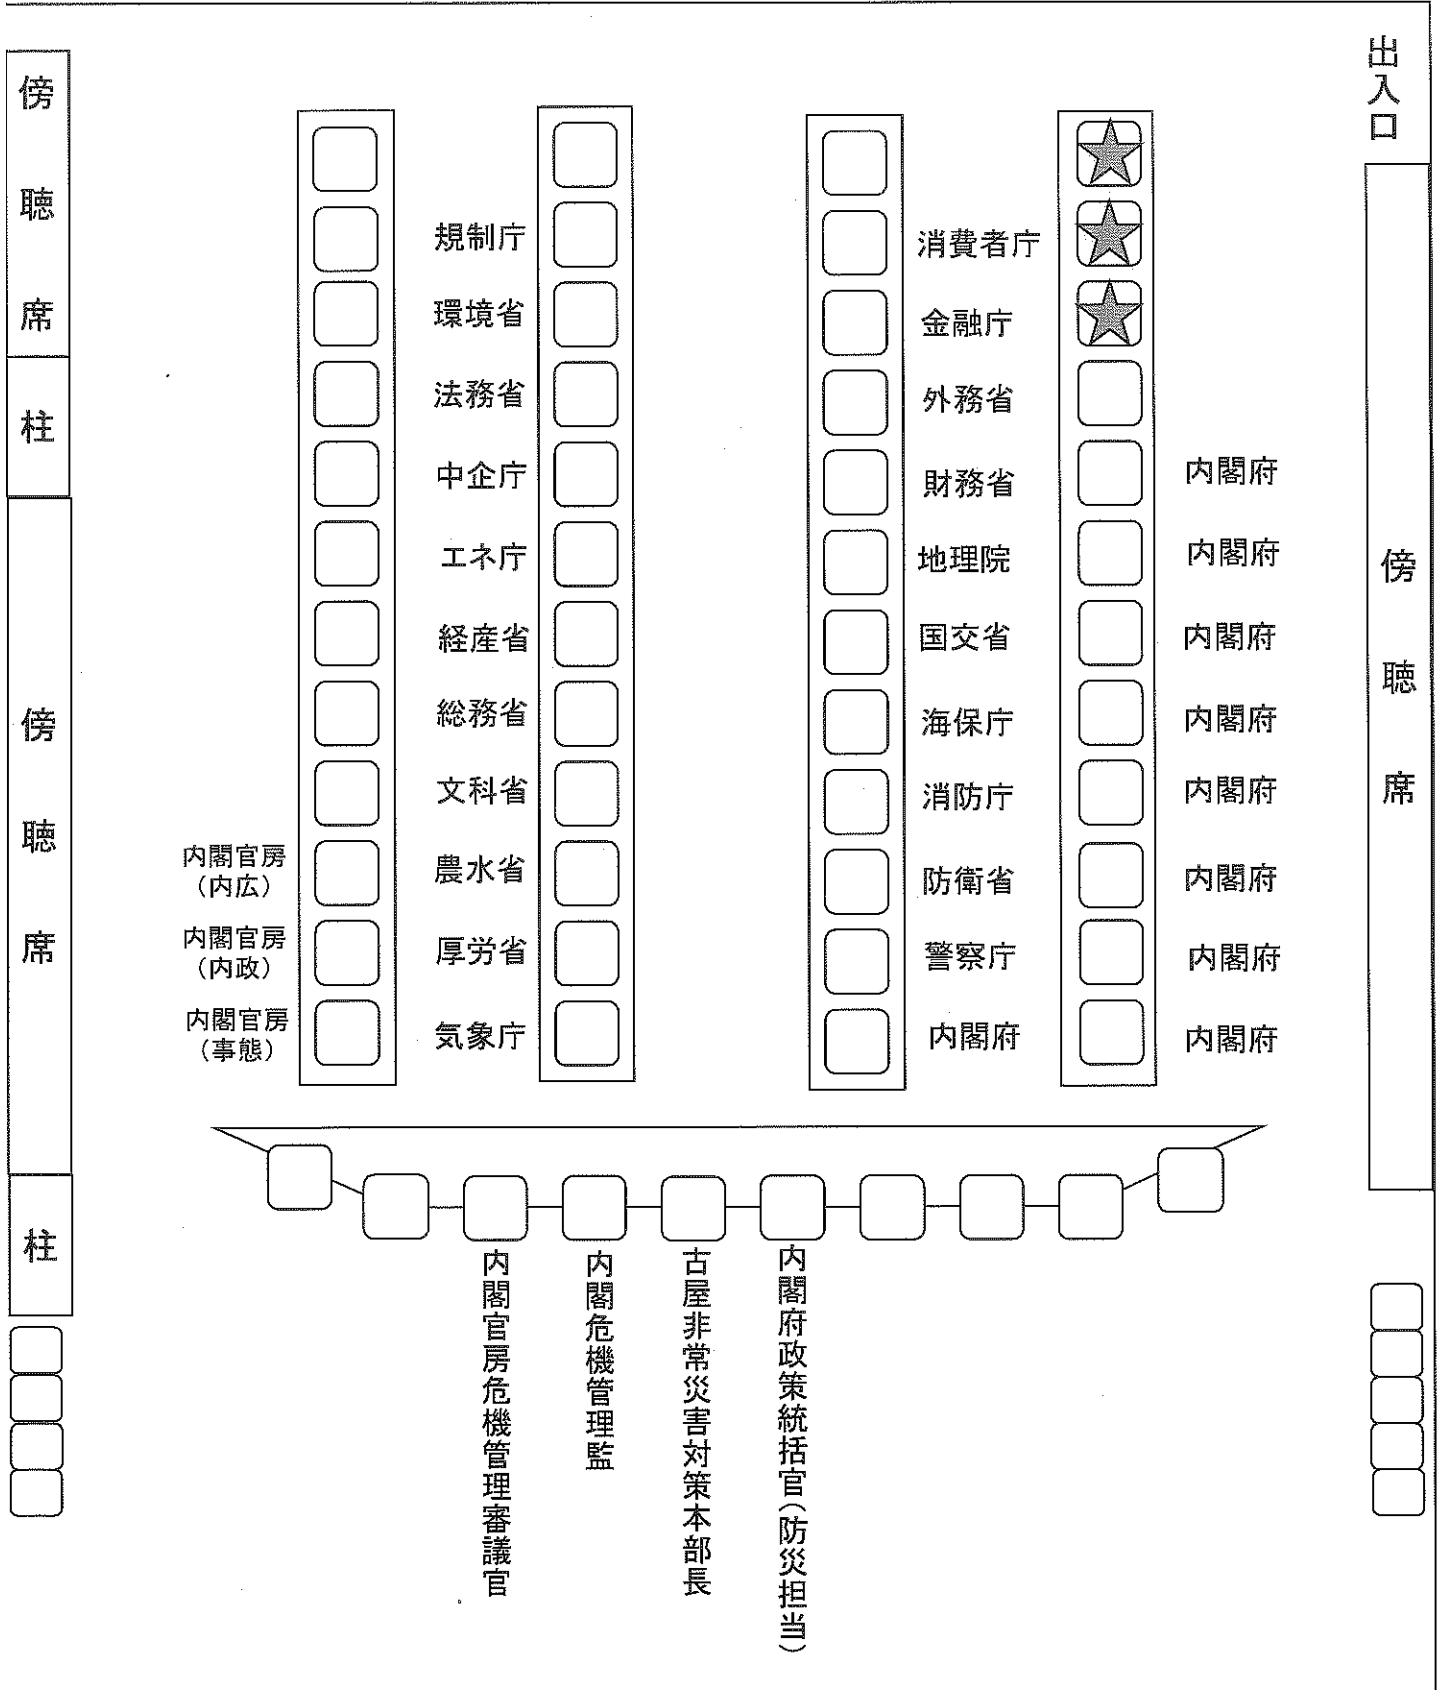 出入口
傍聴席
柱
傍聴席
柱
規制庁
環境省
法務省
中企庁
エネ庁
経産省
総務省
文科省
農水省
厚労省
気象庁
内閣官房
（内広）
内閣官房
（内政）
内閣官房
（事態）
消費者庁
金融庁
外務省
財務省
地理院
国交省
海保庁
消防庁
防衛省
警察庁
内閣府
内閣府
内閣府
内閣府
内閣府
内閣府
内閣府
内閣府
内閣府
傍聴席
内閣官房危機管理審議官
内閣危機管理監
古屋非常災害対策本部長
内閣府政策統括官（防災担当）